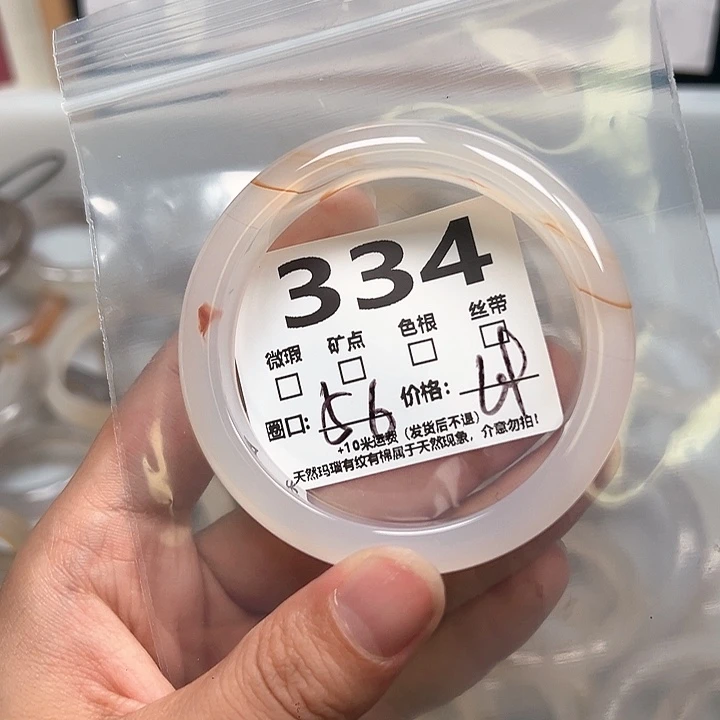 334
微瑕 矿点 色根 丝带
圈口: 56 价格:
+10米运费（发货后不退）
天然玛瑙有纹有棉属于天然现象，介意勿拍！